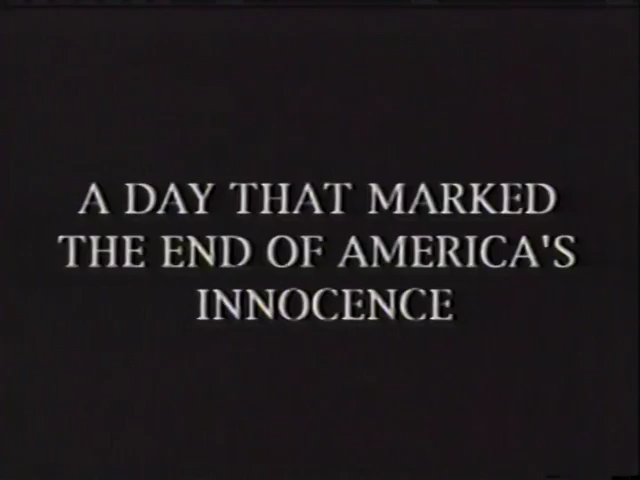 A DAY THAT MARKED
THE END OF AMERICA'S
INNOCENCE